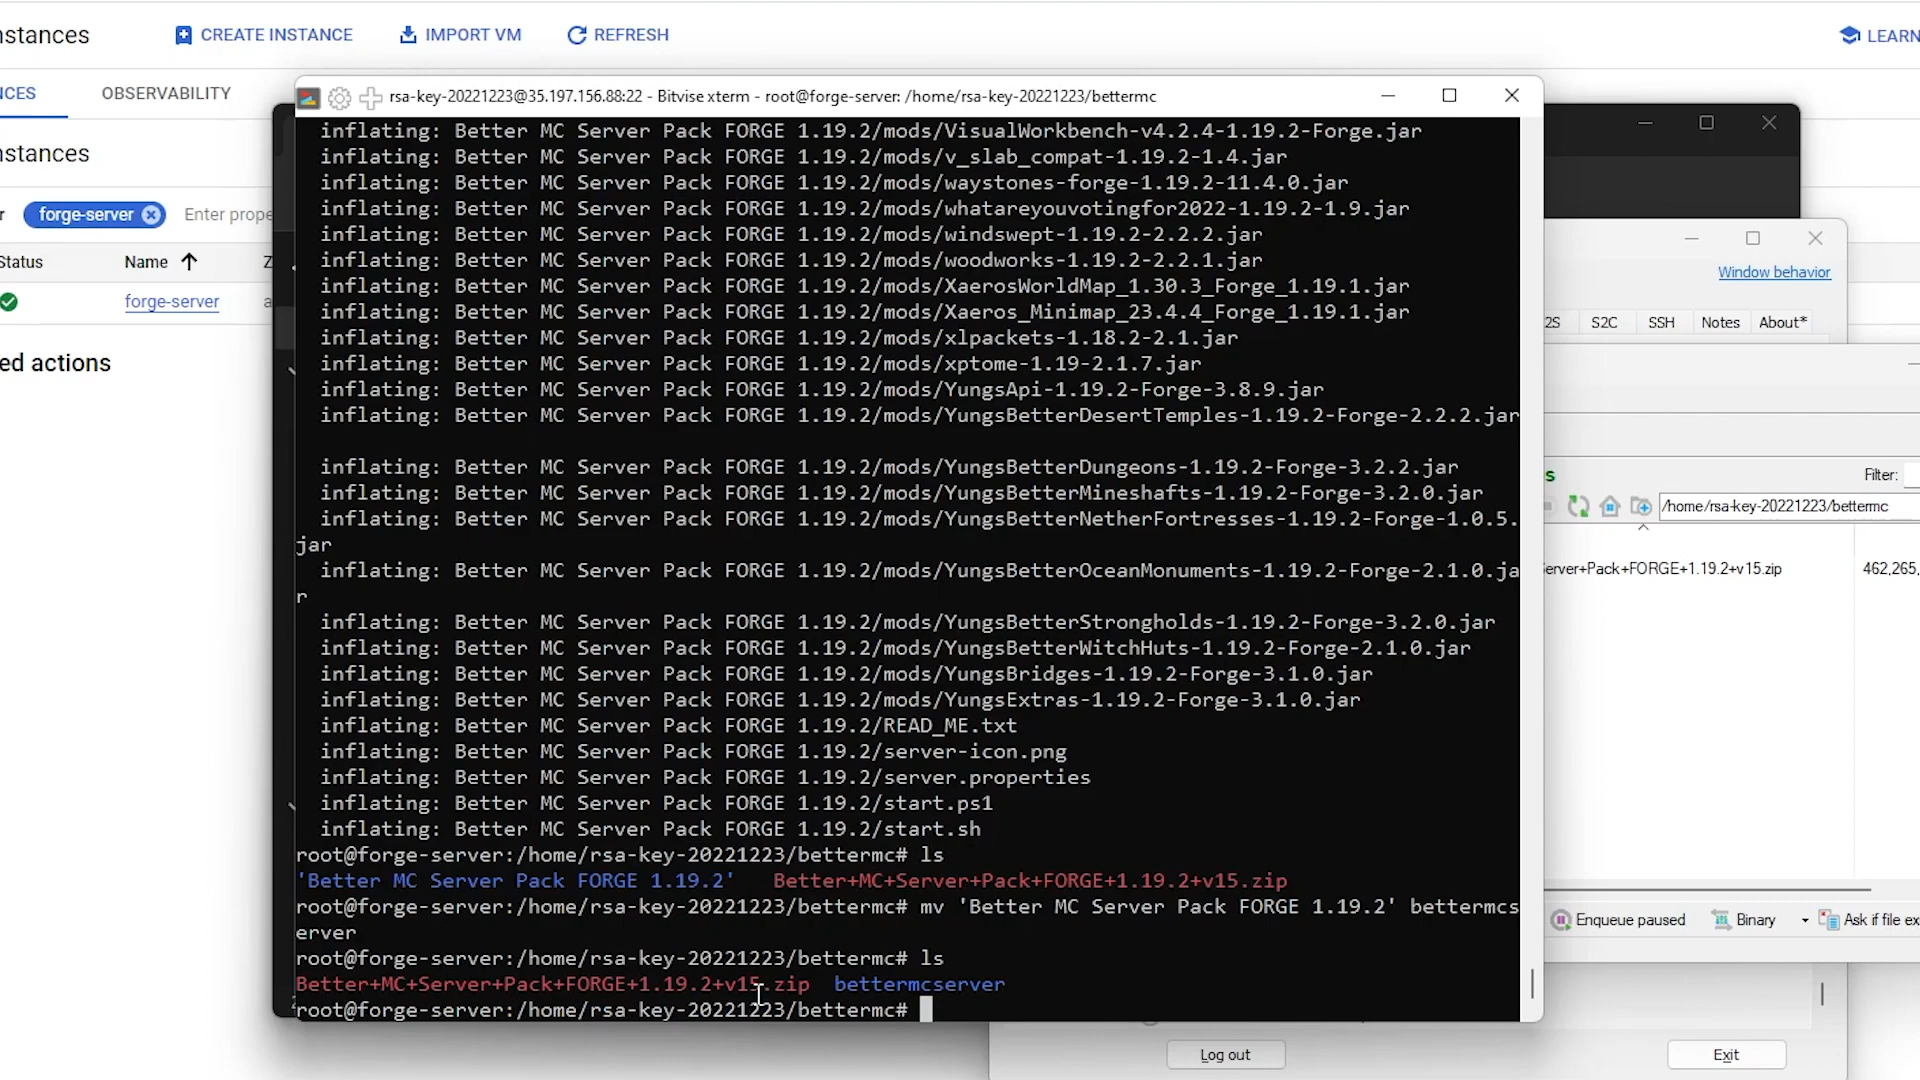 nstances
CREATE INSTANCE
IMPORT VM
REFRESH
LEARN
NCES
OBSERVABILITY
nstances
r
forge-server
Enter prope
Status
Name
Z
forge-server
a
ed actions
rsa-key-20221223@35.197.156.88:22 - Bitvise xterm - root@forge-server: /home/rsa-key-20221223/bettermc
inflating: Better MC Server Pack FORGE 1.19.2/mods/VisualWorkbench-v4.2.4-1.19.2-Forge.jar
inflating: Better MC Server Pack FORGE 1.19.2/mods/v_slab_compat-1.19.2-1.4.jar
inflating: Better MC Server Pack FORGE 1.19.2/mods/waystones-forge-1.19.2-11.4.0.jar
inflating: Better MC Server Pack FORGE 1.19.2/mods/whatareyouvotingfor2022-1.19.2-1.9.jar
inflating: Better MC Server Pack FORGE 1.19.2/mods/windswept-1.19.2-2.2.2.jar
inflating: Better MC Server Pack FORGE 1.19.2/mods/woodworks-1.19.2-2.2.1.jar
inflating: Better MC Server Pack FORGE 1.19.2/mods/XaerosWorldMap_1.30.3_Forge_1.19.1.jar
inflating: Better MC Server Pack FORGE 1.19.2/mods/Xaeros_Minimap_23.4.4_Forge_1.19.1.jar
inflating: Better MC Server Pack FORGE 1.19.2/mods/xlpackets-1.18.2-2.1.jar
inflating: Better MC Server Pack FORGE 1.19.2/mods/xptome-1.19-2.1.7.jar
inflating: Better MC Server Pack FORGE 1.19.2/mods/YungsApi-1.19.2-Forge-3.8.9.jar
inflating: Better MC Server Pack FORGE 1.19.2/mods/YungsBetterDesertTemples-1.19.2-Forge-2.2.2.jar
inflating: Better MC Server Pack FORGE 1.19.2/mods/YungsBetterDungeons-1.19.2-Forge-3.2.2.jar
inflating: Better MC Server Pack FORGE 1.19.2/mods/YungsBetterMineshafts-1.19.2-Forge-3.2.0.jar
inflating: Better MC Server Pack FORGE 1.19.2/mods/YungsBetterNetherFortresses-1.19.2-Forge-1.0.5.
jar
inflating: Better MC Server Pack FORGE 1.19.2/mods/YungsBetterOceanMonuments-1.19.2-Forge-2.1.0.ja
r
inflating: Better MC Server Pack FORGE 1.19.2/mods/YungsBetterStrongholds-1.19.2-Forge-3.2.0.jar
inflating: Better MC Server Pack FORGE 1.19.2/mods/YungsBetterWitchHuts-1.19.2-Forge-2.1.0.jar
inflating: Better MC Server Pack FORGE 1.19.2/mods/YungsBridges-1.19.2-Forge-3.1.0.jar
inflating: Better MC Server Pack FORGE 1.19.2/mods/YungsExtras-1.19.2-Forge-3.1.0.jar
inflating: Better MC Server Pack FORGE 1.19.2/READ_ME.txt
inflating: Better MC Server Pack FORGE 1.19.2/server-icon.png
inflating: Better MC Server Pack FORGE 1.19.2/server.properties
inflating: Better MC Server Pack FORGE 1.19.2/start.ps1
inflating: Better MC Server Pack FORGE 1.19.2/start.sh
root@forge-server:/home/rsa-key-20221223/bettermc# ls
'Better MC Server Pack FORGE 1.19.2'   Better+MC+Server+Pack+FORGE+1.19.2+v15.zip
root@forge-server:/home/rsa-key-20221223/bettermc# mv 'Better MC Server Pack FORGE 1.19.2' bettermcs
erver
root@forge-server:/home/rsa-key-20221223/bettermc# ls
Better+MC+Server+Pack+FORGE+1.19.2+v15.zip  bettermcserver
root@forge-server:/home/rsa-key-20221223/bettermc#
Window behavior
2S
S2C
SSH
Notes
About*
s
Filter:
/home/rsa-key-20221223/bettermc
erver+Pack+FORGE+1.19.2+v15.zip
462,265,
Enqueue paused
Binary
Ask if file ex
Log out
Exit